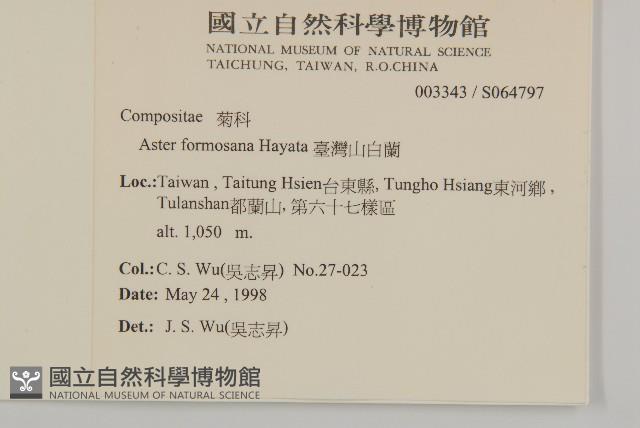 國立自然科學博物館
NATIONAL MUSEUM OF NATURAL SCIENCE
TAICHUNG, TAIWAN, R.O.CHINA
003343 / S064797
Compositae 菊科
Aster formosana Hayata 臺灣山白蘭
Loc.:Taiwan , Taitung Hsien台東縣, Tungho Hsiang東河鄉 ,
Tulanshan都蘭山, 第六十七樣區
alt. 1,050 m.
Col.: C. S. Wu(吳志昇) No.27-023
Date: May 24 , 1998
Det.: J. S. Wu(吳志昇)
國立自然科學博物館
NATIONAL MUSEUM OF NATURAL SCIENCE